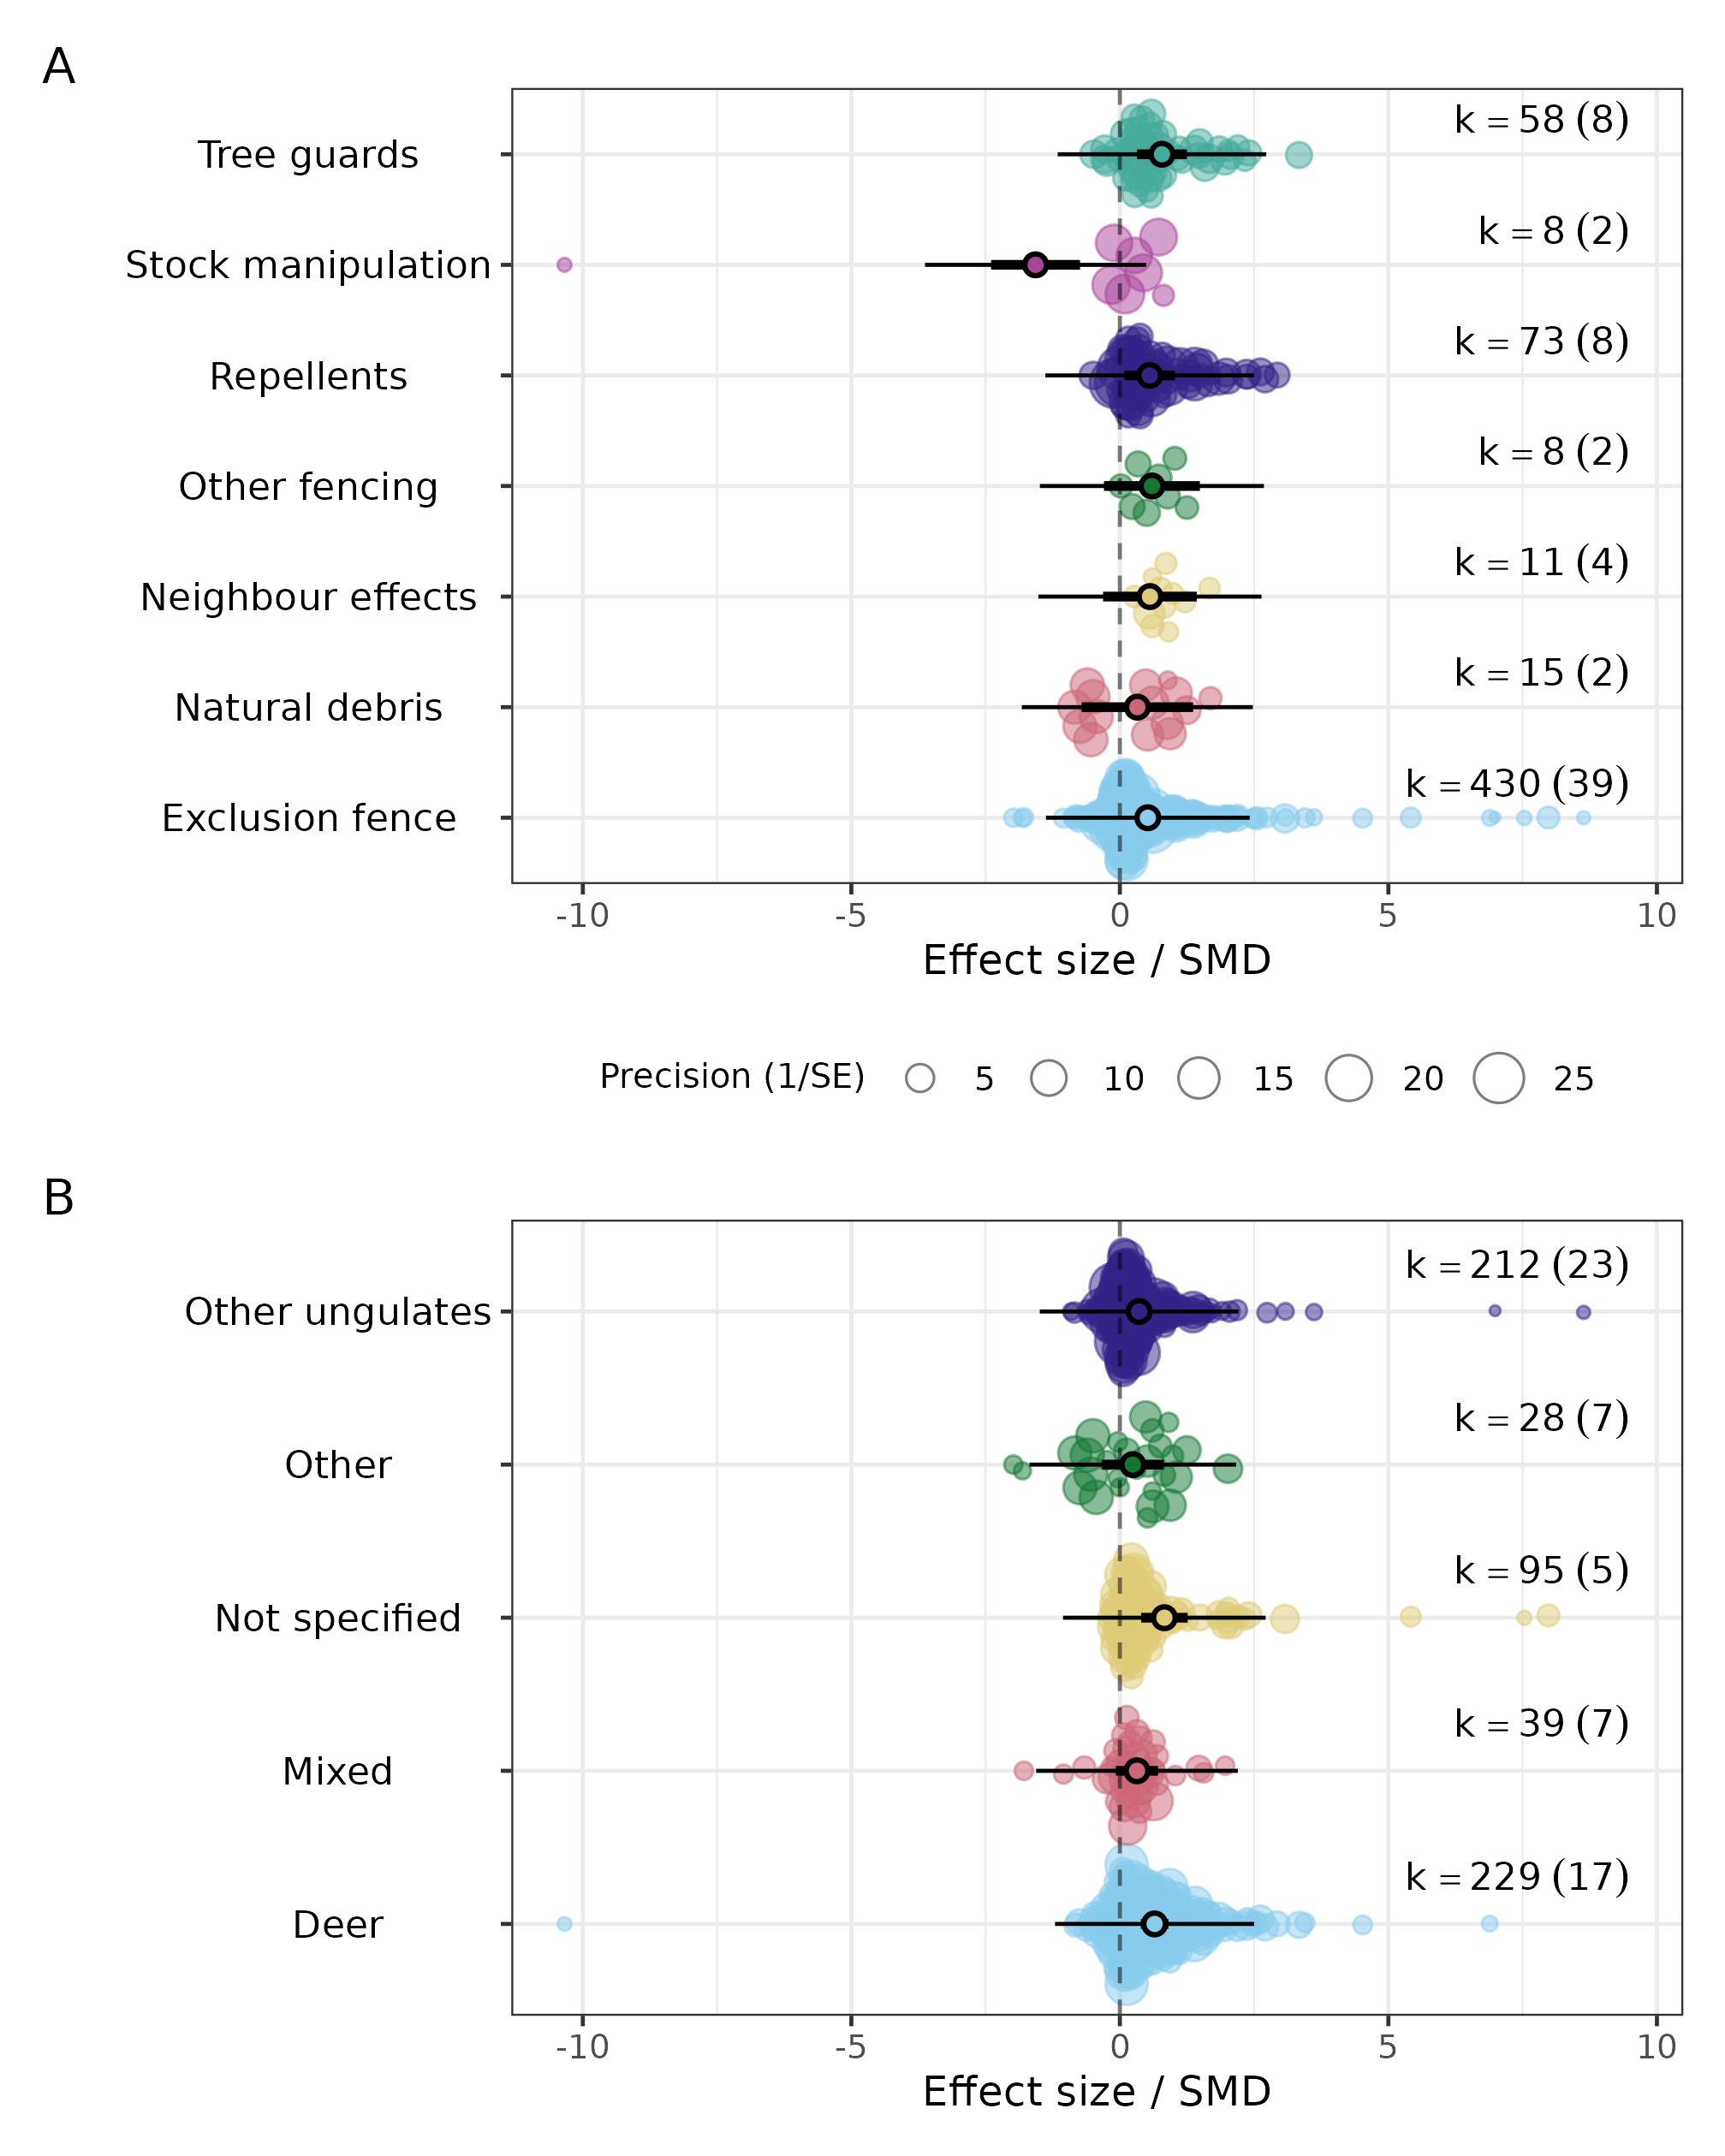 A
Tree guards
k = 58 (8)
Stock manipulation
k = 8 (2)
Repellents
k = 73 (8)
Other fencing
k = 8 (2)
Neighbour effects
k = 11 (4)
Natural debris
k = 15 (2)
Exclusion fence
k = 430 (39)
-10 -5 0 5 10
Effect size / SMD
Precision (1/SE) 5 10 15 20 25
B
Other ungulates
k = 212 (23)
Other
k = 28 (7)
Not specified
k = 95 (5)
Mixed
k = 39 (7)
Deer
k = 229 (17)
-10 -5 0 5 10
Effect size / SMD